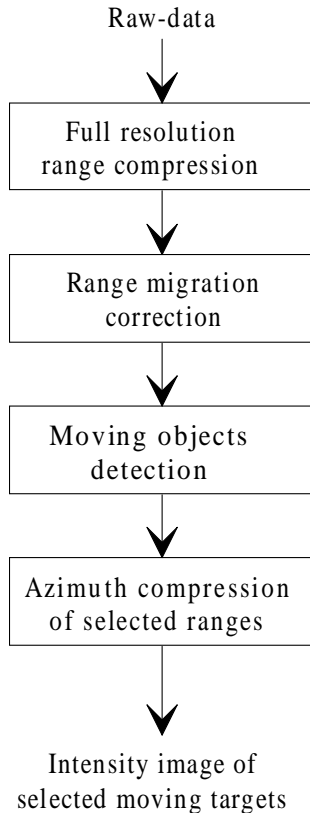 Raw-data
Full resolution
range compression
Range migration
correction
Moving objects
detection
Azimuth compression
of selected ranges
Intensity image of
selected moving targets